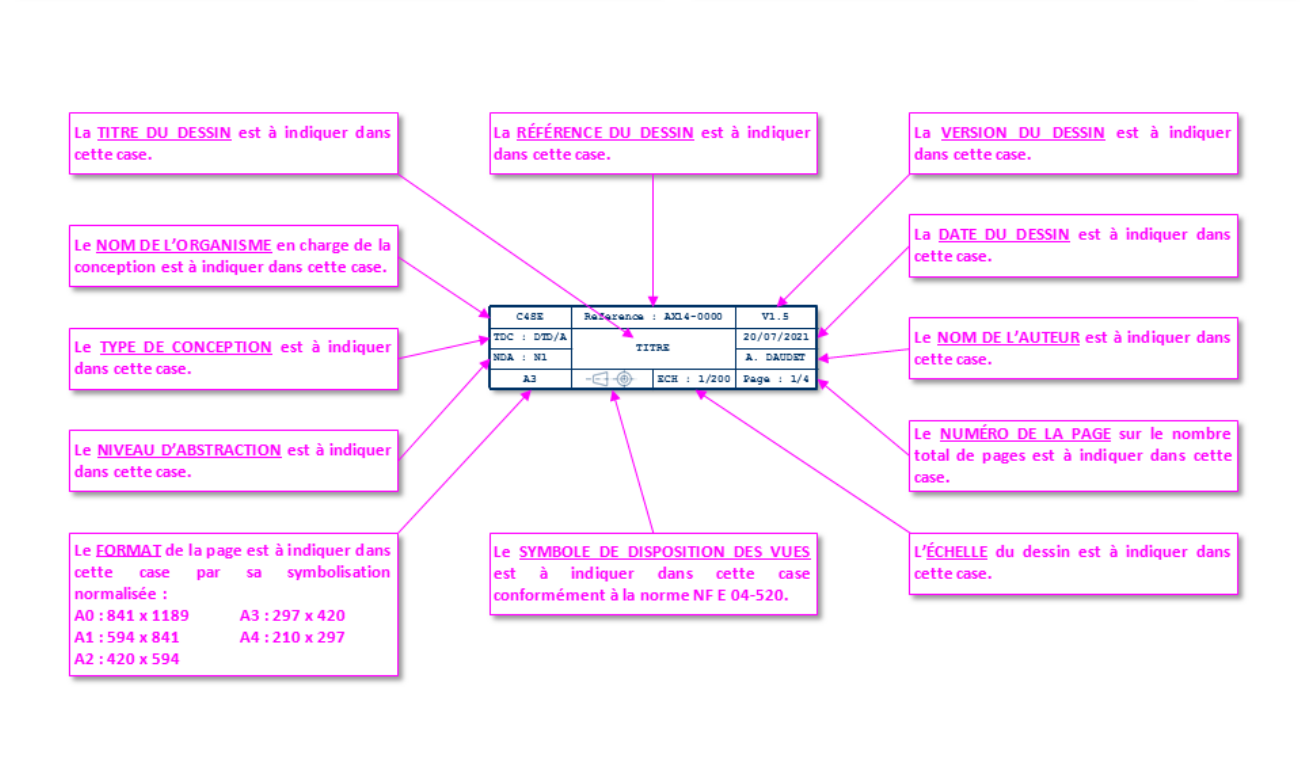 La TITRE DU DESSIN est à indiquer dans
cette case.
La RÉFÉRENCE DU DESSIN est à indiquer
dans cette case.
La VERSION DU DESSIN est à indiquer
dans cette case.
Le NOM DE L’ORGANISME en charge de la
conception est à indiquer dans cette case.
La DATE DU DESSIN est à indiquer dans
cette case.
C4SE
Reference : AX14-0000
V1.5
TDC : DTD/A
TITRE
20/07/2021
NDA : N1
A. DAUDET
A3
ECH : 1/200
Page : 1/4
Le TYPE DE CONCEPTION est à indiquer
dans cette case.
Le NOM DE L’AUTEUR est à indiquer dans
cette case.
Le NIVEAU D’ABSTRACTION est à indiquer
dans cette case.
Le NUMÉRO DE LA PAGE sur le nombre
total de pages est à indiquer dans cette
case.
Le FORMAT de la page est à indiquer dans
cette case par sa symbolisation
normalisée :
A0 : 841 x 1189 A3 : 297 x 420
A1 : 594 x 841 A4 : 210 x 297
A2 : 420 x 594
Le SYMBOLE DE DISPOSITION DES VUES
est à indiquer dans cette case
conformément à la norme NF E 04-520.
L’ÉCHELLE du dessin est à indiquer dans
cette case.